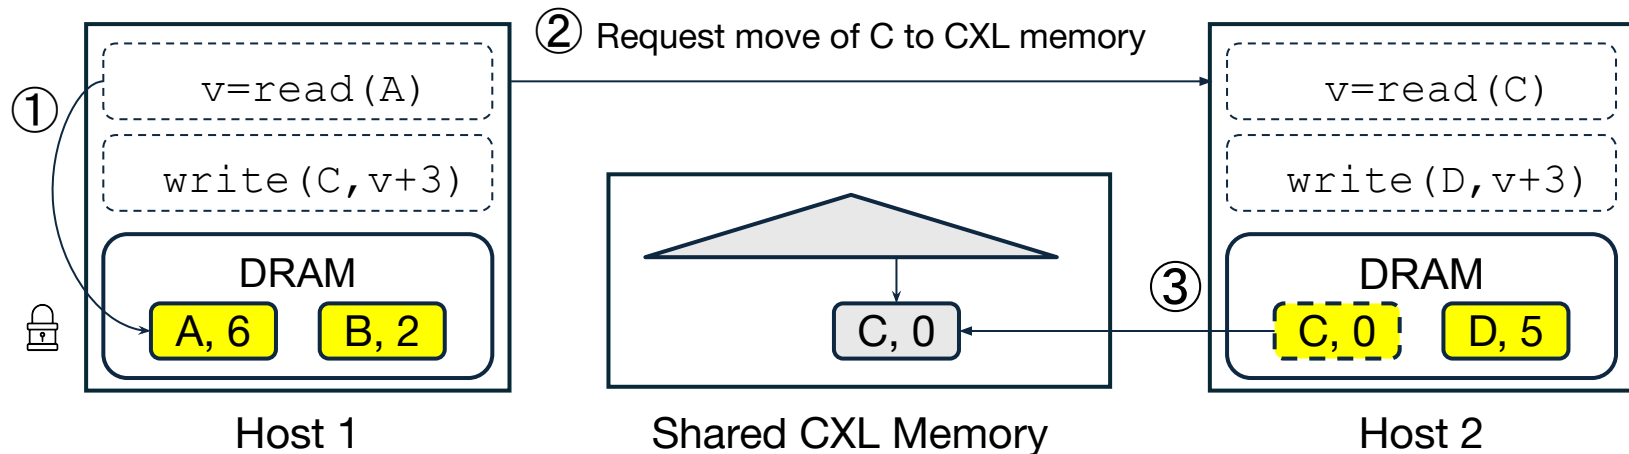 ② Request move of C to CXL memory
①
v=read(A)
write(C,v+3)
DRAM
A, 6
B, 2
Host 1
C, 0
Shared CXL Memory
③
v=read(C)
write(D,v+3)
DRAM
C, 0
D, 5
Host 2